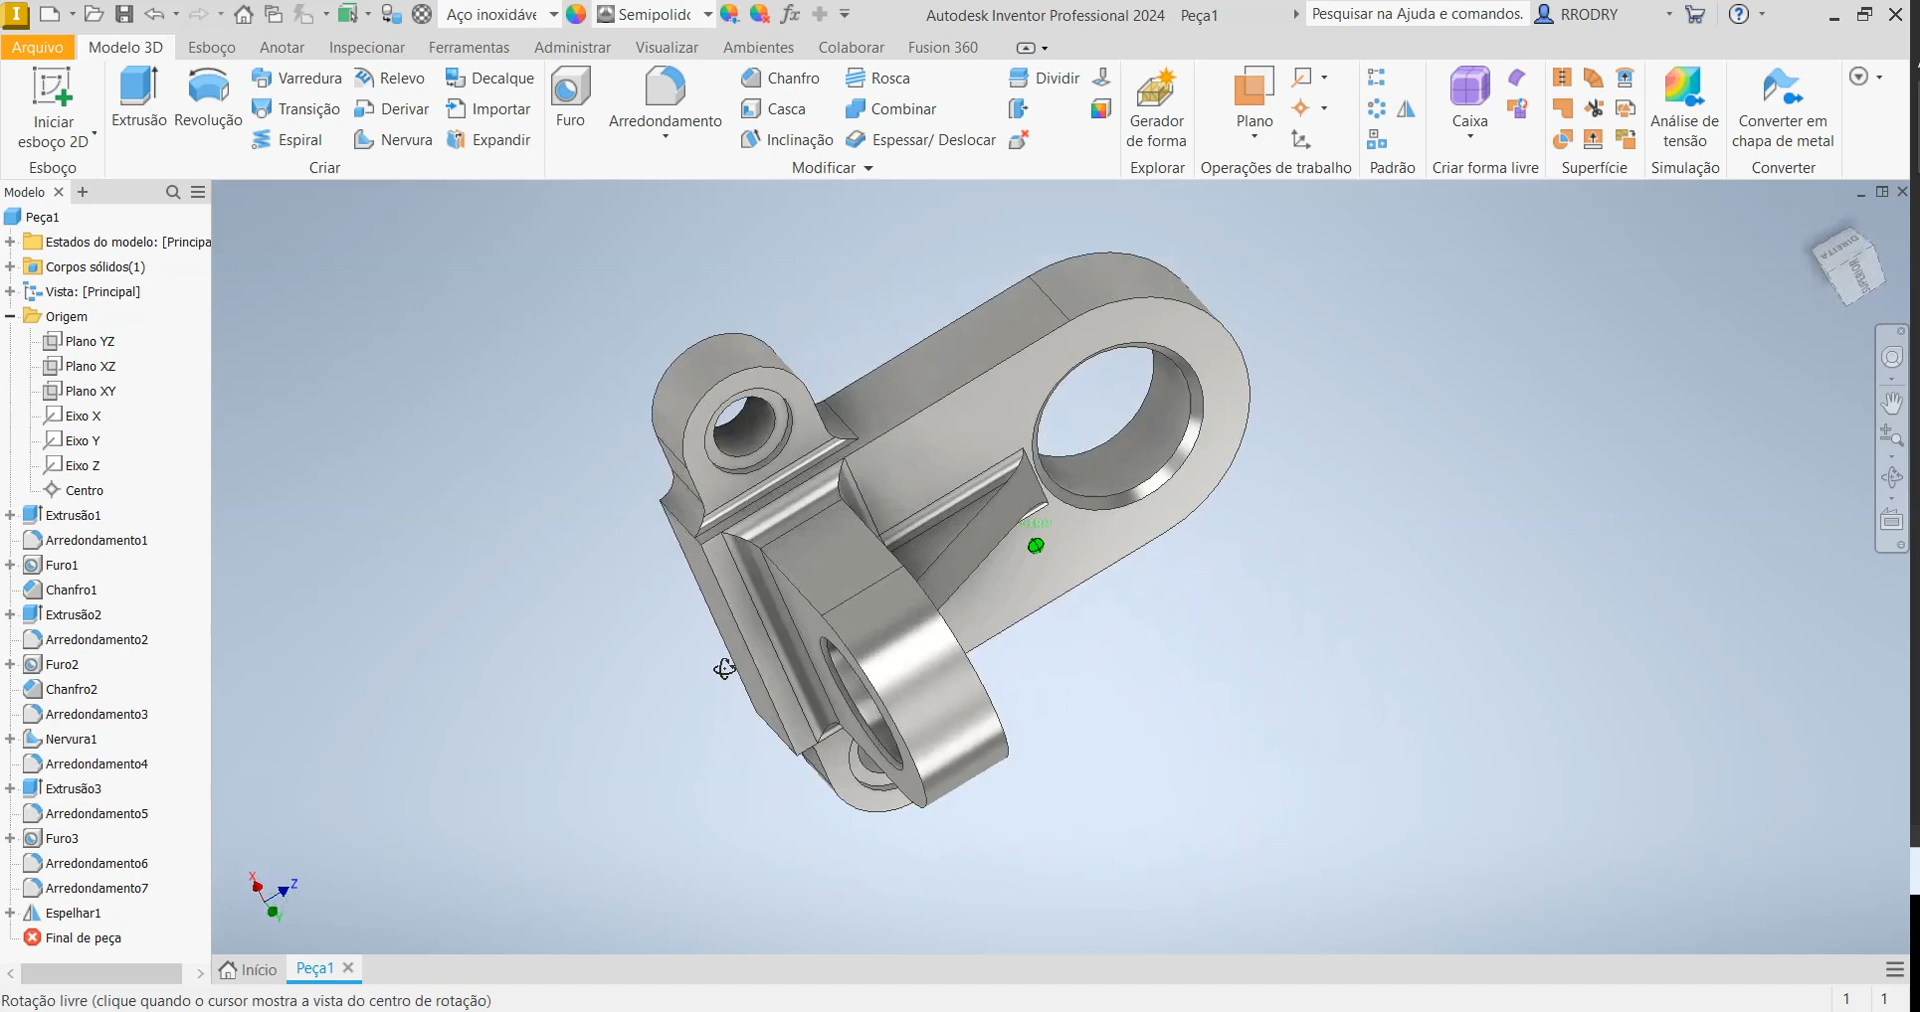 Aço inoxidáve
Semipolido
fx
Autodesk Inventor Professional 2024 Peça1
Pesquisar na Ajuda e comandos.
RRODRY
Arquivo Modelo 3D Esboço Anotar Inspecionar Ferramentas Administrar Visualizar Ambientes Colaborar Fusion 360
Iniciar esboço 2D
Extrusão
Revolução
Varredura
Transição
Espiral
Relevo
Derivar
Nervura
Decalque
Importar
Expandir
Furo
Arredondamento
Chanfro
Casca
Inclinação
Rosca
Combinar
Espessar/ Deslocar
Dividir
Gerador de forma
Plano
Caixa
Análise de tensão
Converter em chapa de metal
Esboço
Criar
Modificar
Explorar
Operações de trabalho
Padrão
Criar forma livre
Superfície
Simulação
Converter
Modelo
Peça1
Estados do modelo: [Principa
Corpos sólidos(1)
Vista: [Principal]
Origem
Plano YZ
Plano XZ
Plano XY
Eixo X
Eixo Y
Eixo Z
Centro
Extrusão1
Arredondamento1
Furo1
Chanfro1
Extrusão2
Arredondamento2
Furo2
Chanfro2
Arredondamento3
Nervura1
Arredondamento4
Extrusão3
Arredondamento5
Furo3
Arredondamento6
Arredondamento7
Espelhar1
Final de peça
DIREITA
SUPERIOR
X
Z
Y
Início
Peça1
Rotação livre (clique quando o cursor mostra a vista do centro de rotação)
1 1